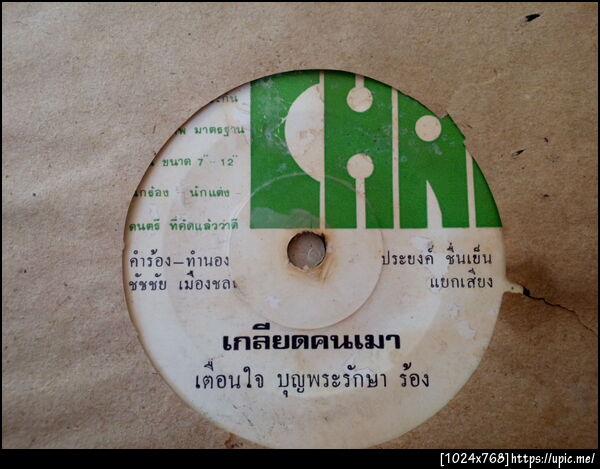 มาตรฐาน
ขนาด 7" - 12"
นักแต่ง
ดนตรี ที่คัดแล้วว่าดี
คำร้อง-ทำนอง
ชัชชัย เมืองชล
ประยงค์ ชื่นเย็น
แยกเสียง
เกลียดคนเมา
เตือนใจ บุญพระรักษา ร้อง
[1024x768]https://upic.me/